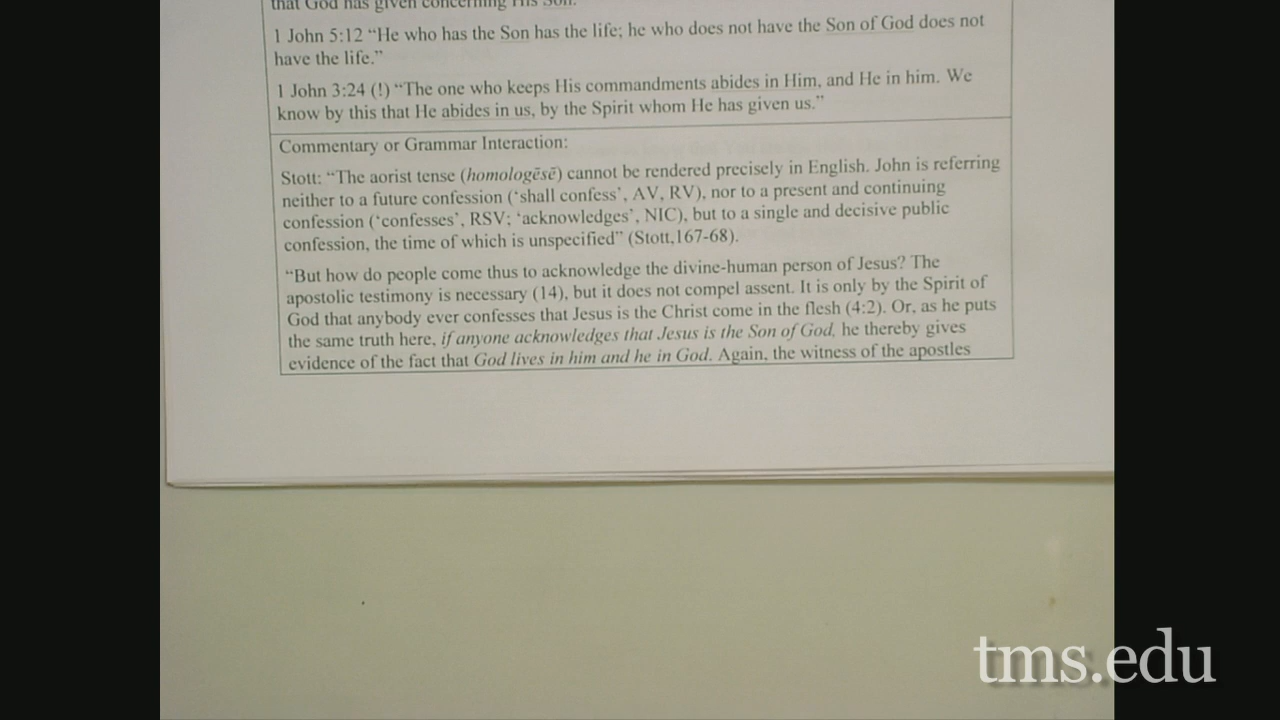 that God has given concerning His Son.
1 John 5:12 “He who has the Son has the life; he who does not have the Son of God does not
have the life.”
1 John 3:24 (!) “The one who keeps His commandments abides in Him, and He in him. We
know by this that He abides in us, by the Spirit whom He has given us.”
Commentary or Grammar Interaction:
Stott: “The aorist tense (homologēsē) cannot be rendered precisely in English. John is referring
neither to a future confession (‘shall confess’, AV, RV), nor to a present and continuing
confession (‘confesses’, RSV; ‘acknowledges’, NIC), but to a single and decisive public
confession, the time of which is unspecified” (Stott,167-68).
“But how do people come thus to acknowledge the divine-human person of Jesus? The
apostolic testimony is necessary (14), but it does not compel assent. It is only by the Spirit of
God that anybody ever confesses that Jesus is the Christ come in the flesh (4:2). Or, as he puts
the same truth here, if anyone acknowledges that Jesus is the Son of God, he thereby gives
evidence of the fact that God lives in him and he in God. Again, the witness of the apostles
tms.edu